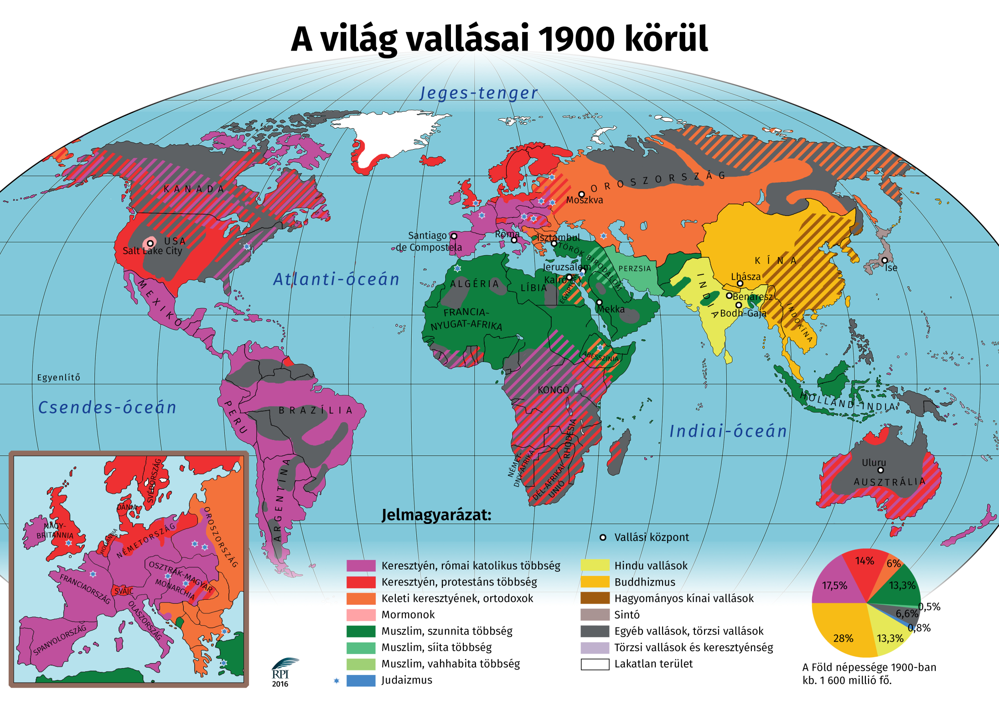 A világ vallásai 1900 körül
Jeges-tenger
KANADA
OROSZORSZÁG
Moszkva
USA
Salt Lake City
Santiago
de Compostela
Róma
Isztambul
TÖRÖK BIRODALOM
PERZSIA
KÍNA
Ise
Jeruzsálem
Kairó
EGYIPTOM
Lhásza
INDIA
Benáresz
Bodh-Gaja
INDOKÍNA
Atlanti-óceán
MEXIKÓ
ALGÉRIA
LÍBIA
Mekka
FRANCIA-
NYUGAT-AFRIKA
ABESSZÍNIA
Egyenlítő
KONGÓ
HOLLAND-INDIA
Csendes-óceán
PERU
BRAZÍLIA
Indiai-óceán
RHODESIA
NÉMET-
DNY-AFRIKA
DÉL-AFRIKAI
UNIÓ
Uluru
AUSZTRÁLIA
ARGENTÍNA
SVÉDORSZÁG
DÁNIA
NAGY-
BRITANNIA
HOLLANDIA
NÉMETORSZÁG
OROSZORSZÁG
FRANCIAORSZÁG
OSZTRÁK-MAGYAR
MONARCHIA
SVÁJC
OLASZORSZÁG
SPANYOLORSZÁG
Jelmagyarázat:
Vallási központ
Keresztyén, római katolikus többség
Keresztyén, protestáns többség
Keleti keresztyének, ortodoxok
Mormonok
Muszlim, szunnita többség
Muszlim, síita többség
Muszlim, vahhabita többség
Judaizmus
Hindu vallások
Buddhizmus
Hagyományos kínai vallások
Sintó
Egyéb vallások, törzsi vallások
Törzsi vallások és keresztyénség
Lakatlan terület
RPI
2016
14%
6%
17,5%
13,3%
0,5%
6,6%
0,8%
28%
13,3%
A Föld népessége 1900-ban
kb. 1 600 millió fő.